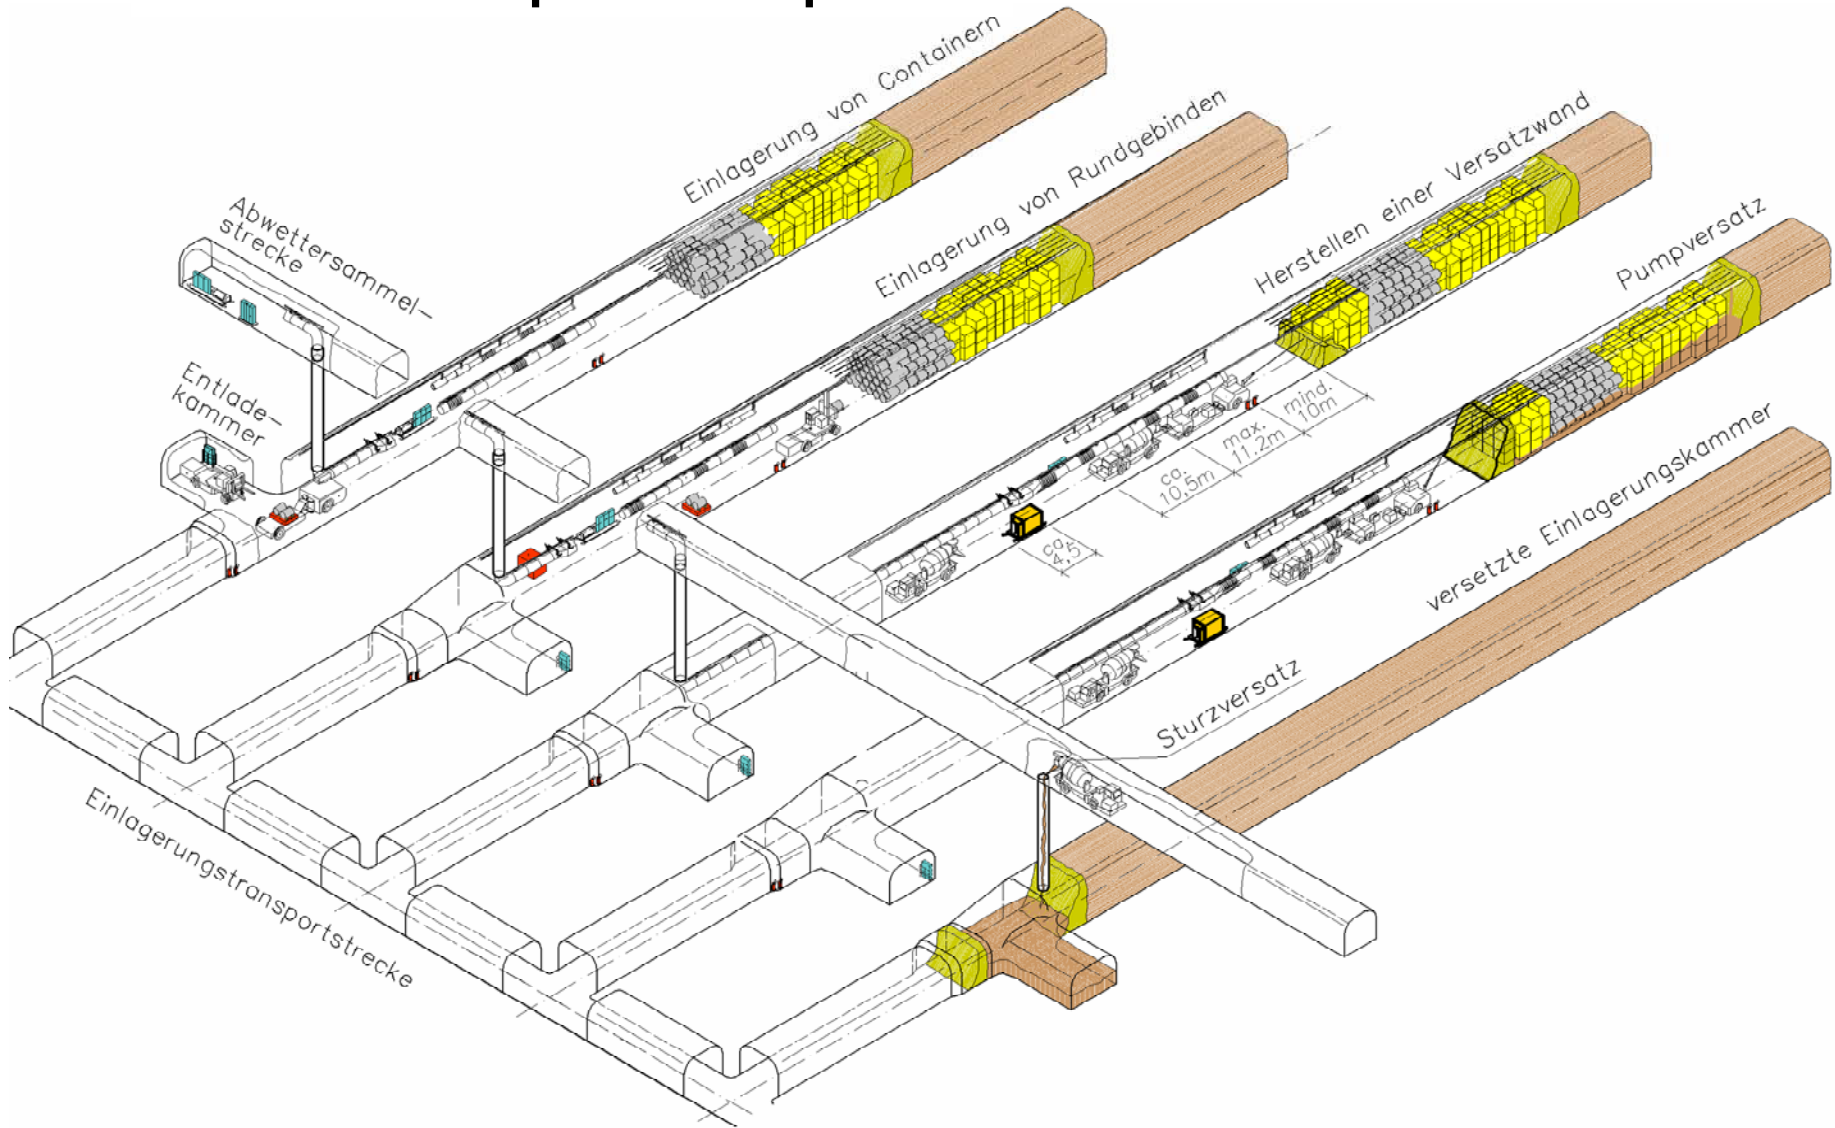 Einlagerung von Containern
Einlagerung von Rundgebinden
Herstellen einer Versatzwand
Pumpversatz
versetzte Einlagerungskammer
Abwettersammel-
strecke
Entlade-
kammer
mind.
10m
max.
11.2m
ca.
10,5m
ca.
4,5
Sturzversatz
Einlagerungstransportstrecke